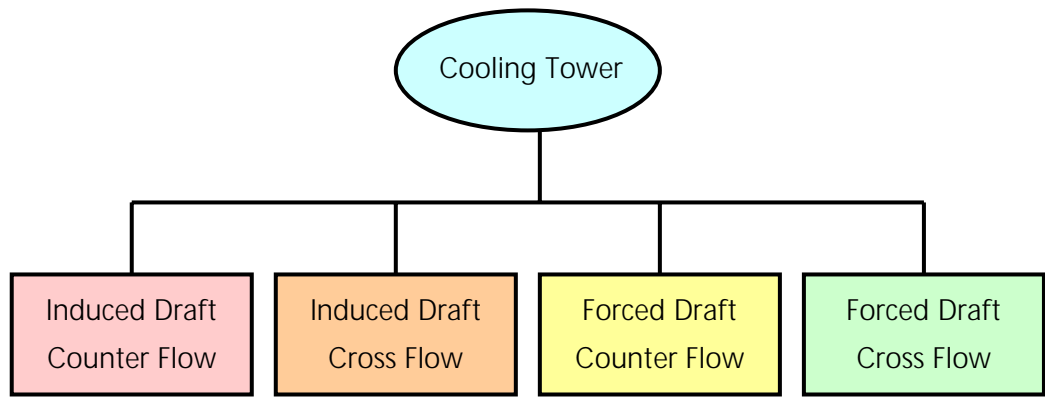 Cooling Tower
Induced Draft
Counter Flow
Induced Draft
Cross Flow
Forced Draft
Counter Flow
Forced Draft
Cross Flow